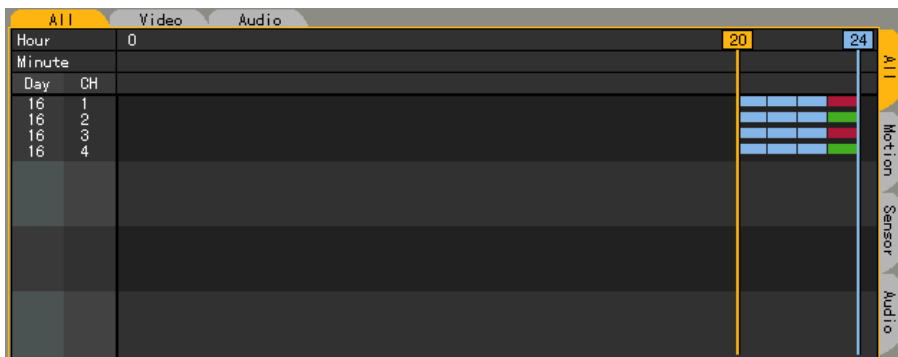 All Video Audio
Hour 0 20 24
Minute
Day CH
16 1
16 2
16 3
16 4
All
Motion
Sensor
Audio